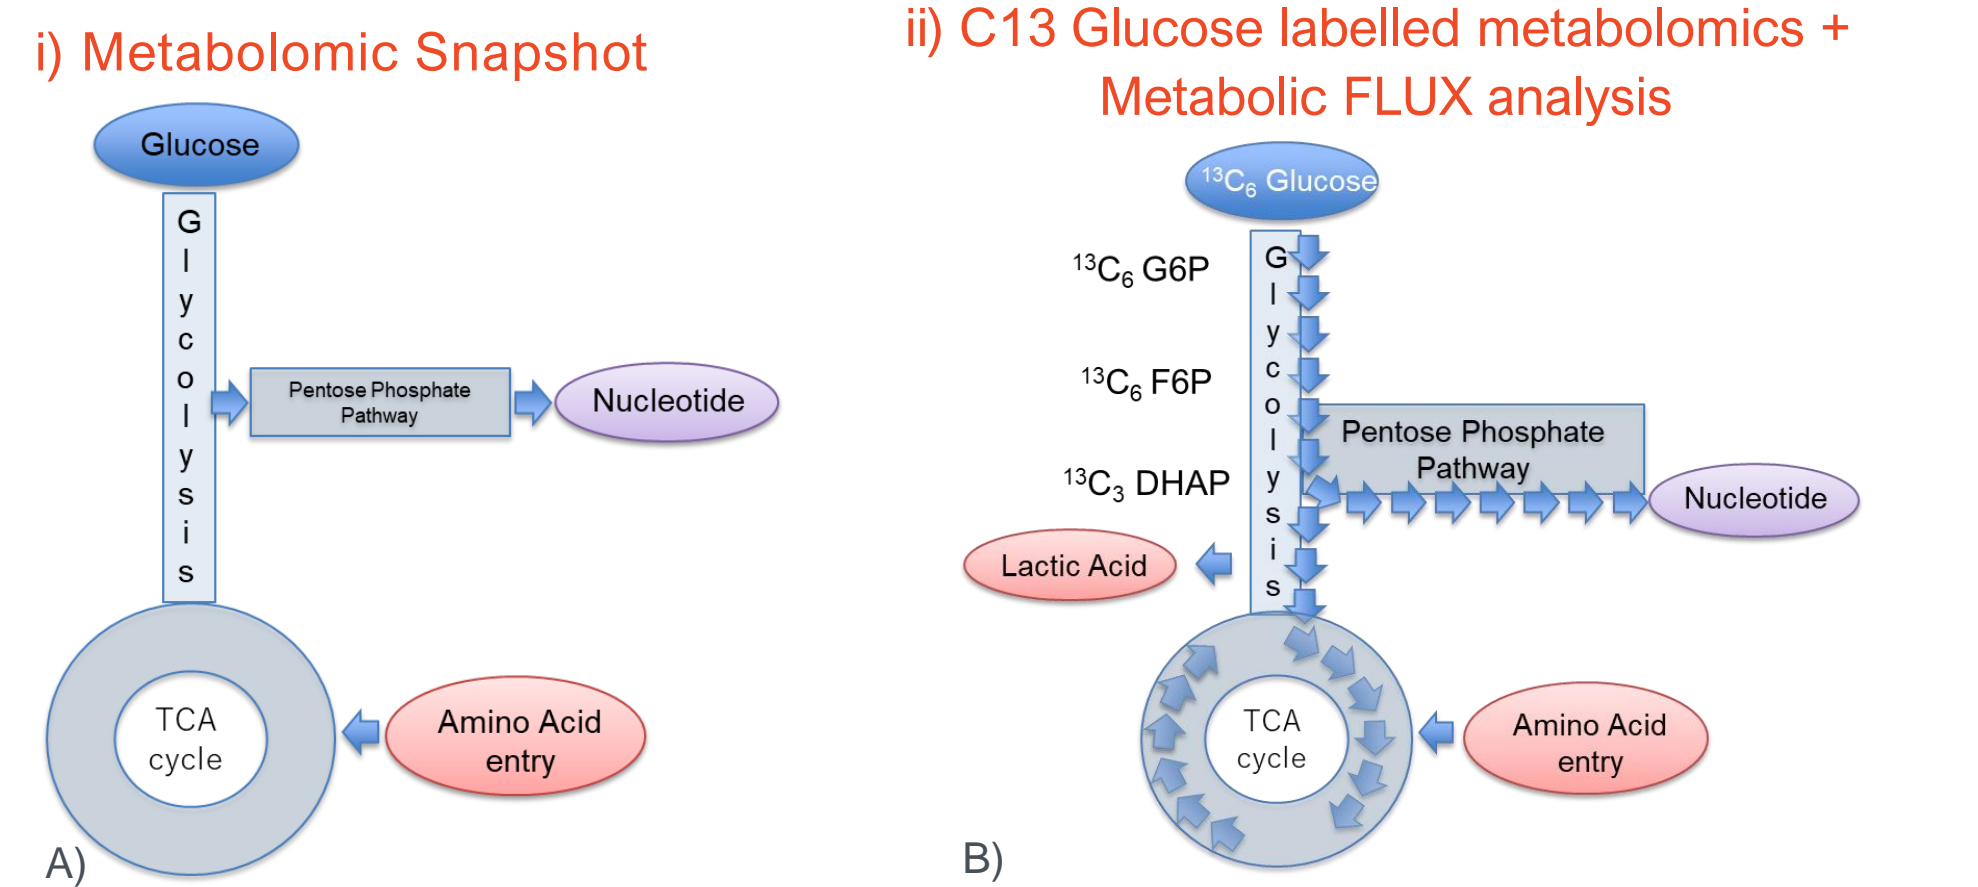 i) Metabolomic Snapshot
Glucose
G
l
y
c
o
l
y
s
i
s
Pentose Phosphate
Pathway
Nucleotide
TCA
cycle
Amino Acid
entry
A)
ii) C13 Glucose labelled metabolomics +
Metabolic FLUX analysis
¹³C₆ Glucose
¹³C₆ G6P
¹³C₆ F6P
¹³C₃ DHAP
G
l
y
c
o
l
y
s
i
s
Pentose Phosphate
Pathway
Nucleotide
Lactic Acid
TCA
cycle
Amino Acid
entry
B)